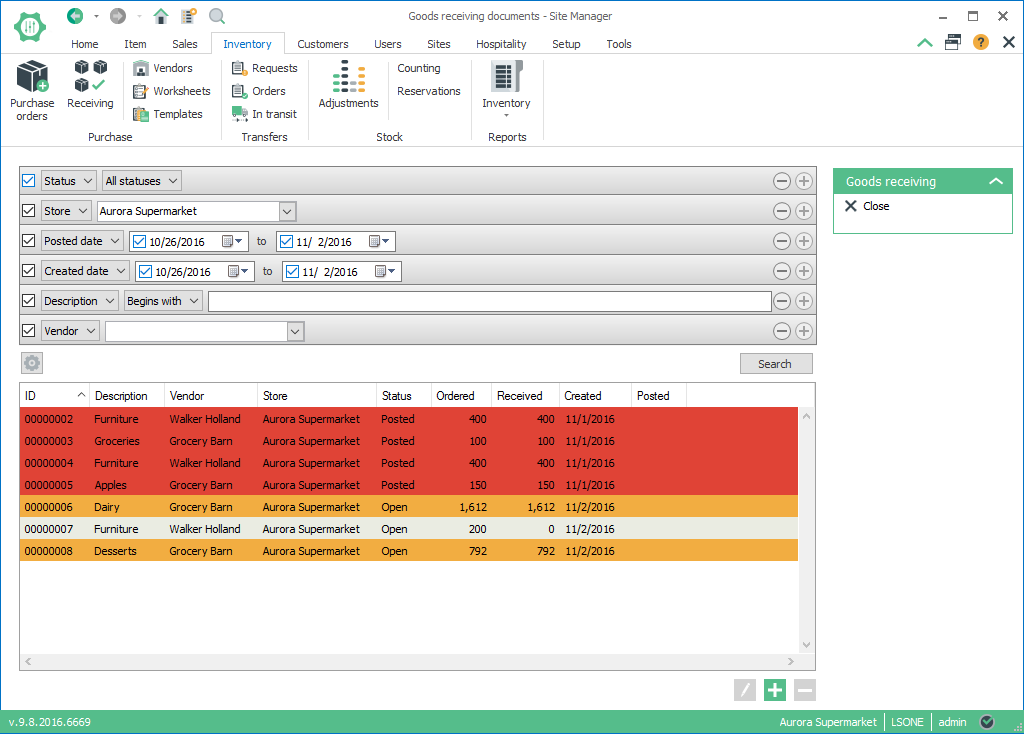 Goods receiving documents - Site Manager
Home Item Sales Inventory Customers Users Sites Hospitality Setup Tools
?
Purchase orders
Receiving
Vendors
Worksheets
Templates
Purchase
Requests
Orders
In transit
Transfers
Adjustments
Counting
Reservations
Stock
Inventory
Reports
Status All statuses
Store Aurora Supermarket
Posted date 10/26/2016 to 11/ 2/2016
Created date 10/26/2016 to 11/ 2/2016
Description Begins with
Vendor
Search
Goods receiving
Close
ID Description Vendor Store Status Ordered Received Created Posted
00000002 Furniture Walker Holland Aurora Supermarket Posted 400 400 11/1/2016
00000003 Groceries Grocery Barn Aurora Supermarket Posted 100 100 11/1/2016
00000004 Furniture Walker Holland Aurora Supermarket Posted 400 400 11/1/2016
00000005 Apples Grocery Barn Aurora Supermarket Posted 150 150 11/1/2016
00000006 Dairy Grocery Barn Aurora Supermarket Open 1,612 1,612 11/2/2016
00000007 Furniture Walker Holland Aurora Supermarket Open 200 0 11/2/2016
00000008 Desserts Grocery Barn Aurora Supermarket Open 792 792 11/2/2016
v.9.8.2016.6669 Aurora Supermarket LSONE admin